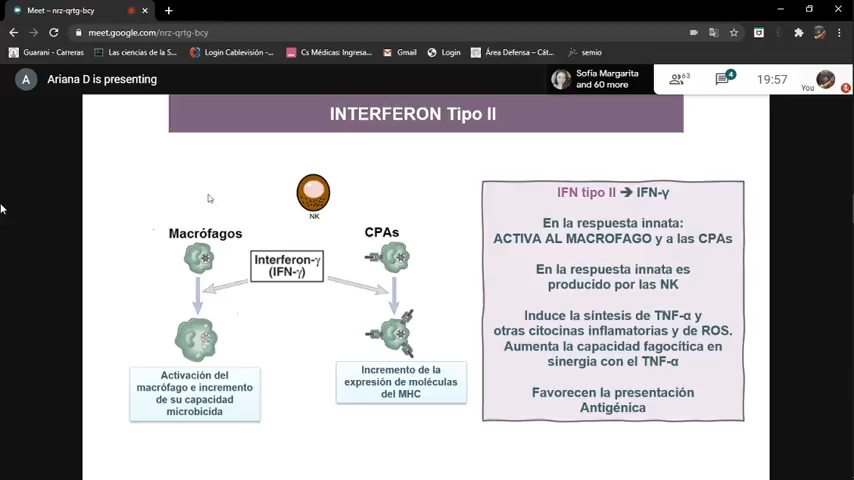 Meet – nrz-qrtg-bcy
meet.google.com/nrz-qrtg-bcy
Guarani - Carreras
Las ciencias de la S...
Login Cablevisión...
Cs Médicas: Ingresa...
Gmail
Login
Área Defensa – Cát...
semio
A
Ariana D is presenting
Sofía Margarita
and 60 more
63
4
19:57
You
INTERFERON Tipo II
NK
Macrófagos
CPAs
Interferon-γ
(IFN-γ)
Activación del
macrófago e incremento
de su capacidad
microbicida
Incremento de la
expresión de moléculas
del MHC
IFN tipo II ➔ IFN-γ
En la respuesta innata:
ACTIVA AL MACROFAGO y a las CPAs
En la respuesta innata es
producido por las NK
Induce la síntesis de TNF-α y
otras citocinas inflamatorias y de ROS.
Aumenta la capacidad fagocítica en
sinergia con el TNF-α
Favorecen la presentación
Antigénica